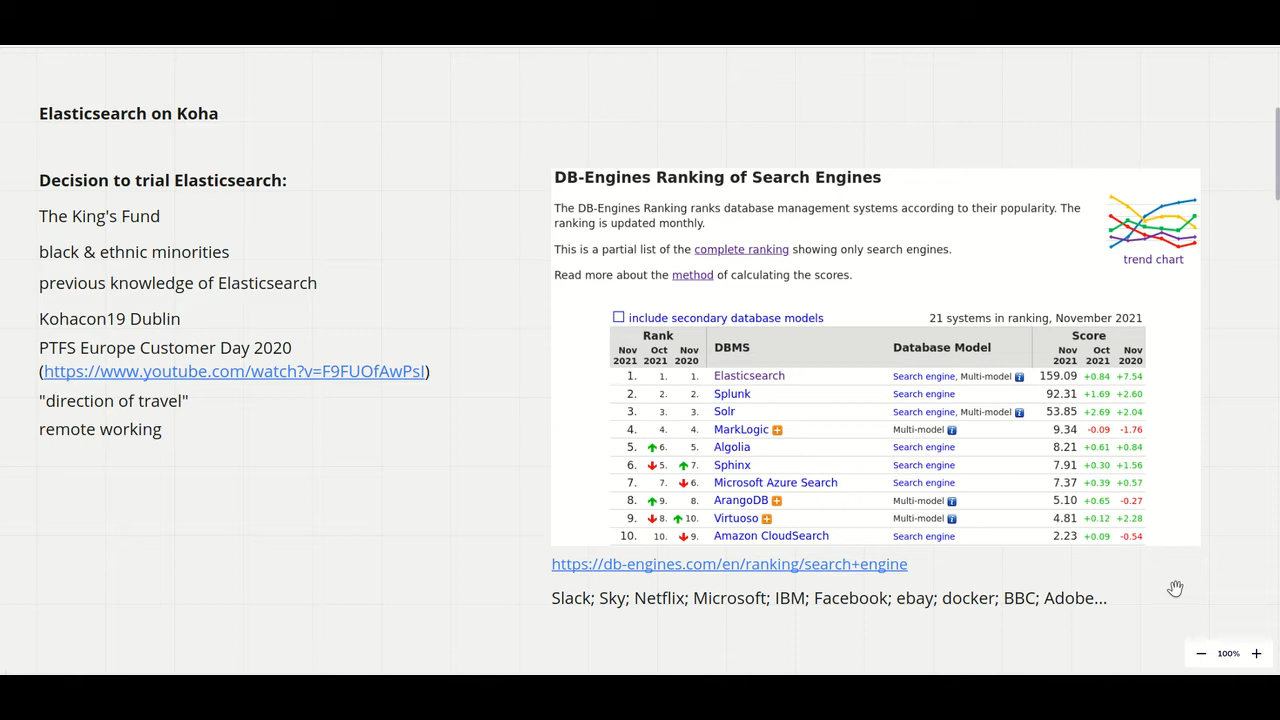 Elasticsearch on Koha
Decision to trial Elasticsearch:
The King's Fund
black & ethnic minorities
previous knowledge of Elasticsearch
Kohacon19 Dublin
PTFS Europe Customer Day 2020
(https://www.youtube.com/watch?v=F9FUOfAwPsI)
"direction of travel"
remote working
DB-Engines Ranking of Search Engines
The DB-Engines Ranking ranks database management systems according to their popularity. The
ranking is updated monthly.
This is a partial list of the complete ranking showing only search engines.
Read more about the method of calculating the scores.
trend chart
include secondary database models 21 systems in ranking, November 2021
Rank DBMS Database Model Score
Nov 2021 Oct 2021 Nov 2020 Nov 2021 Oct 2021 Nov 2020
1. 1. 1. Elasticsearch Search engine, Multi-model 159.09 +0.84 +7.54
2. 2. 2. Splunk Search engine 92.31 +1.69 +2.60
3. 3. 3. Solr Search engine, Multi-model 53.85 +2.69 +2.04
4. 4. 4. MarkLogic Multi-model 9.34 -0.09 -1.76
5. 6. 5. Algolia Search engine 8.21 +0.61 +0.84
6. 5. 7. Sphinx Search engine 7.91 +0.30 +1.56
7. 7. 6. Microsoft Azure Search Search engine 7.37 +0.39 +0.57
8. 9. 8. ArangoDB Multi-model 5.10 +0.65 -0.27
9. 8. 10. Virtuoso Multi-model 4.81 +0.12 +2.28
10. 10. 9. Amazon CloudSearch Search engine 2.23 +0.09 -0.54
https://db-engines.com/en/ranking/search+engine
Slack; Sky; Netflix; Microsoft; IBM; Facebook; ebay; docker; BBC; Adobe...
100%